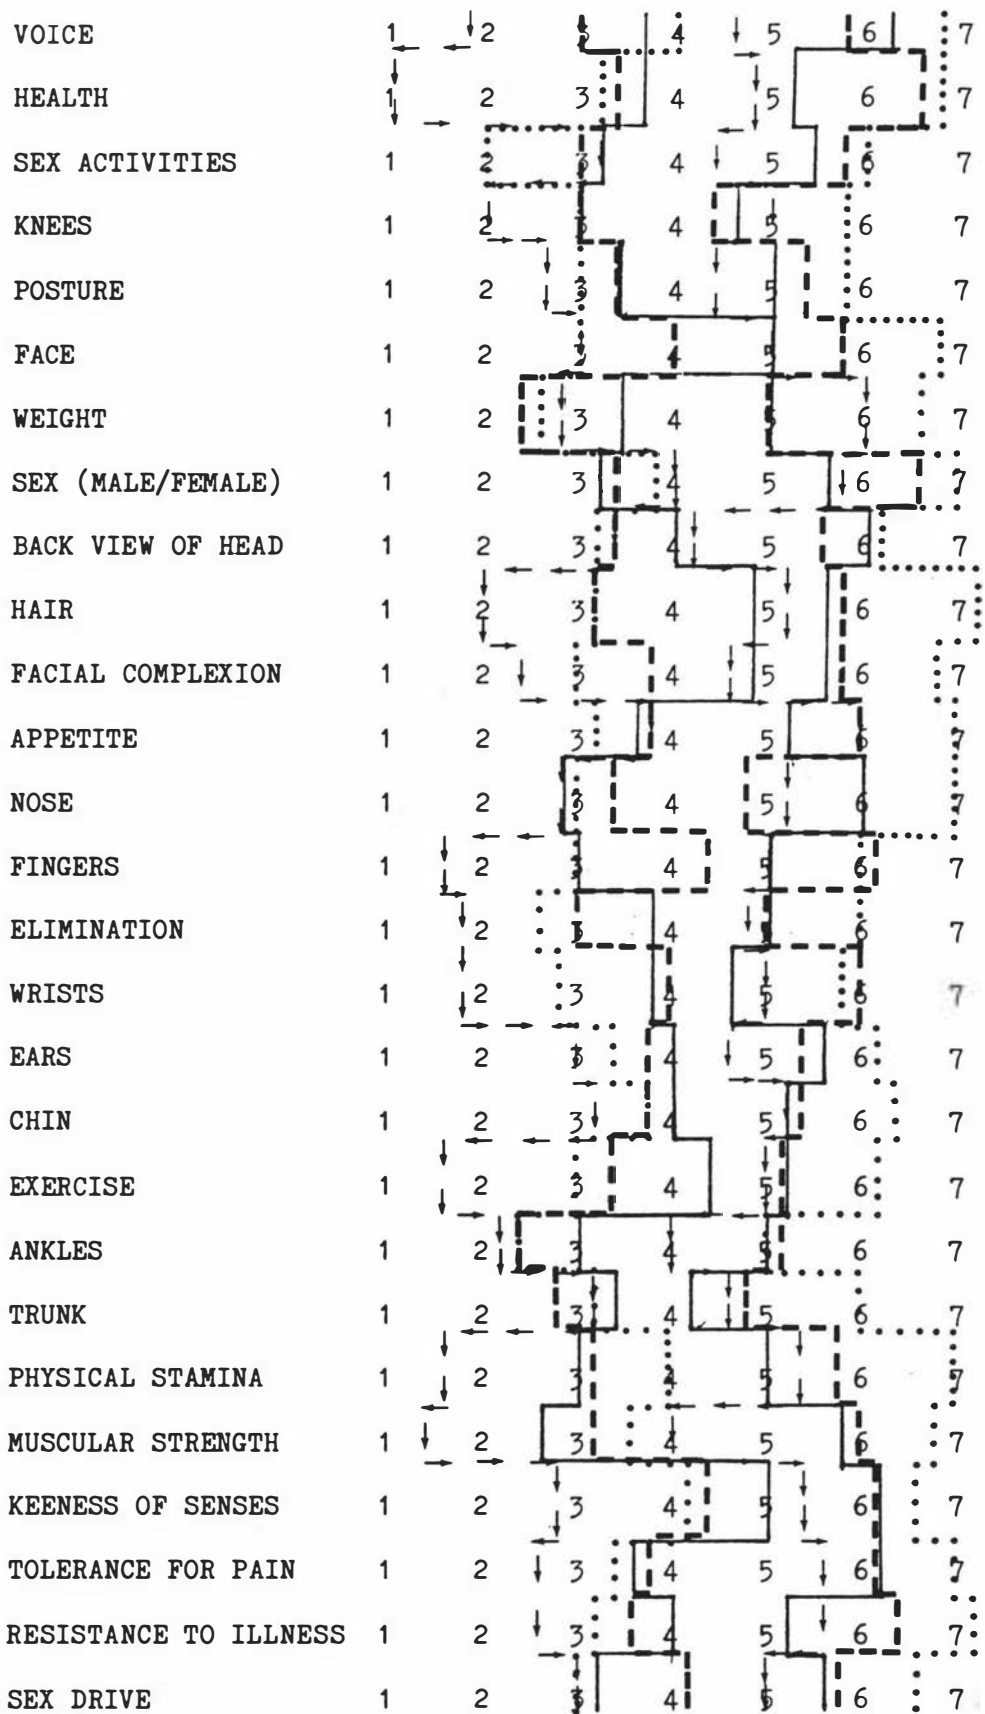 VOICE 1 2 3 4 5 6 7
HEALTH 1 2 3 4 5 6 7
SEX ACTIVITIES 1 2 3 4 5 6 7
KNEES 1 2 3 4 5 6 7
POSTURE 1 2 3 4 5 6 7
FACE 1 2 3 4 5 6 7
WEIGHT 1 2 3 4 5 6 7
SEX (MALE/FEMALE) 1 2 3 4 5 6 7
BACK VIEW OF HEAD 1 2 3 4 5 6 7
HAIR 1 2 3 4 5 6 7
FACIAL COMPLEXION 1 2 3 4 5 6 7
APPETITE 1 2 3 4 5 6 7
NOSE 1 2 3 4 5 6 7
FINGERS 1 2 3 4 5 6 7
ELIMINATION 1 2 3 4 5 6 7
WRISTS 1 2 3 4 5 6 7
EARS 1 2 3 4 5 6 7
CHIN 1 2 3 4 5 6 7
EXERCISE 1 2 3 4 5 6 7
ANKLES 1 2 3 4 5 6 7
TRUNK 1 2 3 4 5 6 7
PHYSICAL STAMINA 1 2 3 4 5 6 7
MUSCULAR STRENGTH 1 2 3 4 5 6 7
KEENESS OF SENSES 1 2 3 4 5 6 7
TOLERANCE FOR PAIN 1 2 3 4 5 6 7
RESISTANCE TO ILLNESS 1 2 3 4 5 6 7
SEX DRIVE 1 2 3 4 5 6 7